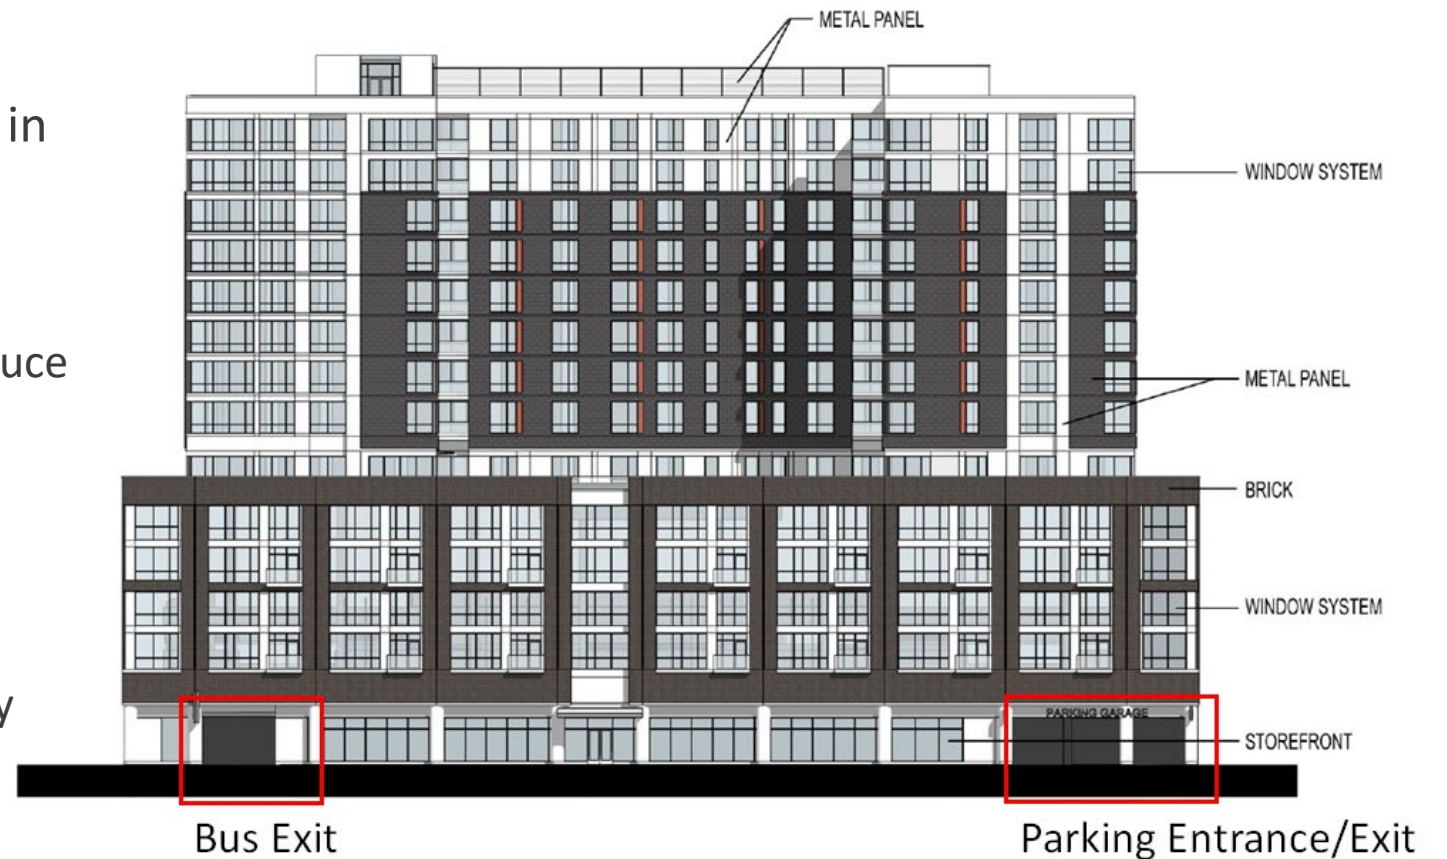 METAL PANEL
in
WINDOW SYSTEM
uce
METAL PANEL
BRICK
WINDOW SYSTEM
y
PARKING GARAGE
STOREFRONT
Bus Exit
Parking Entrance/Exit